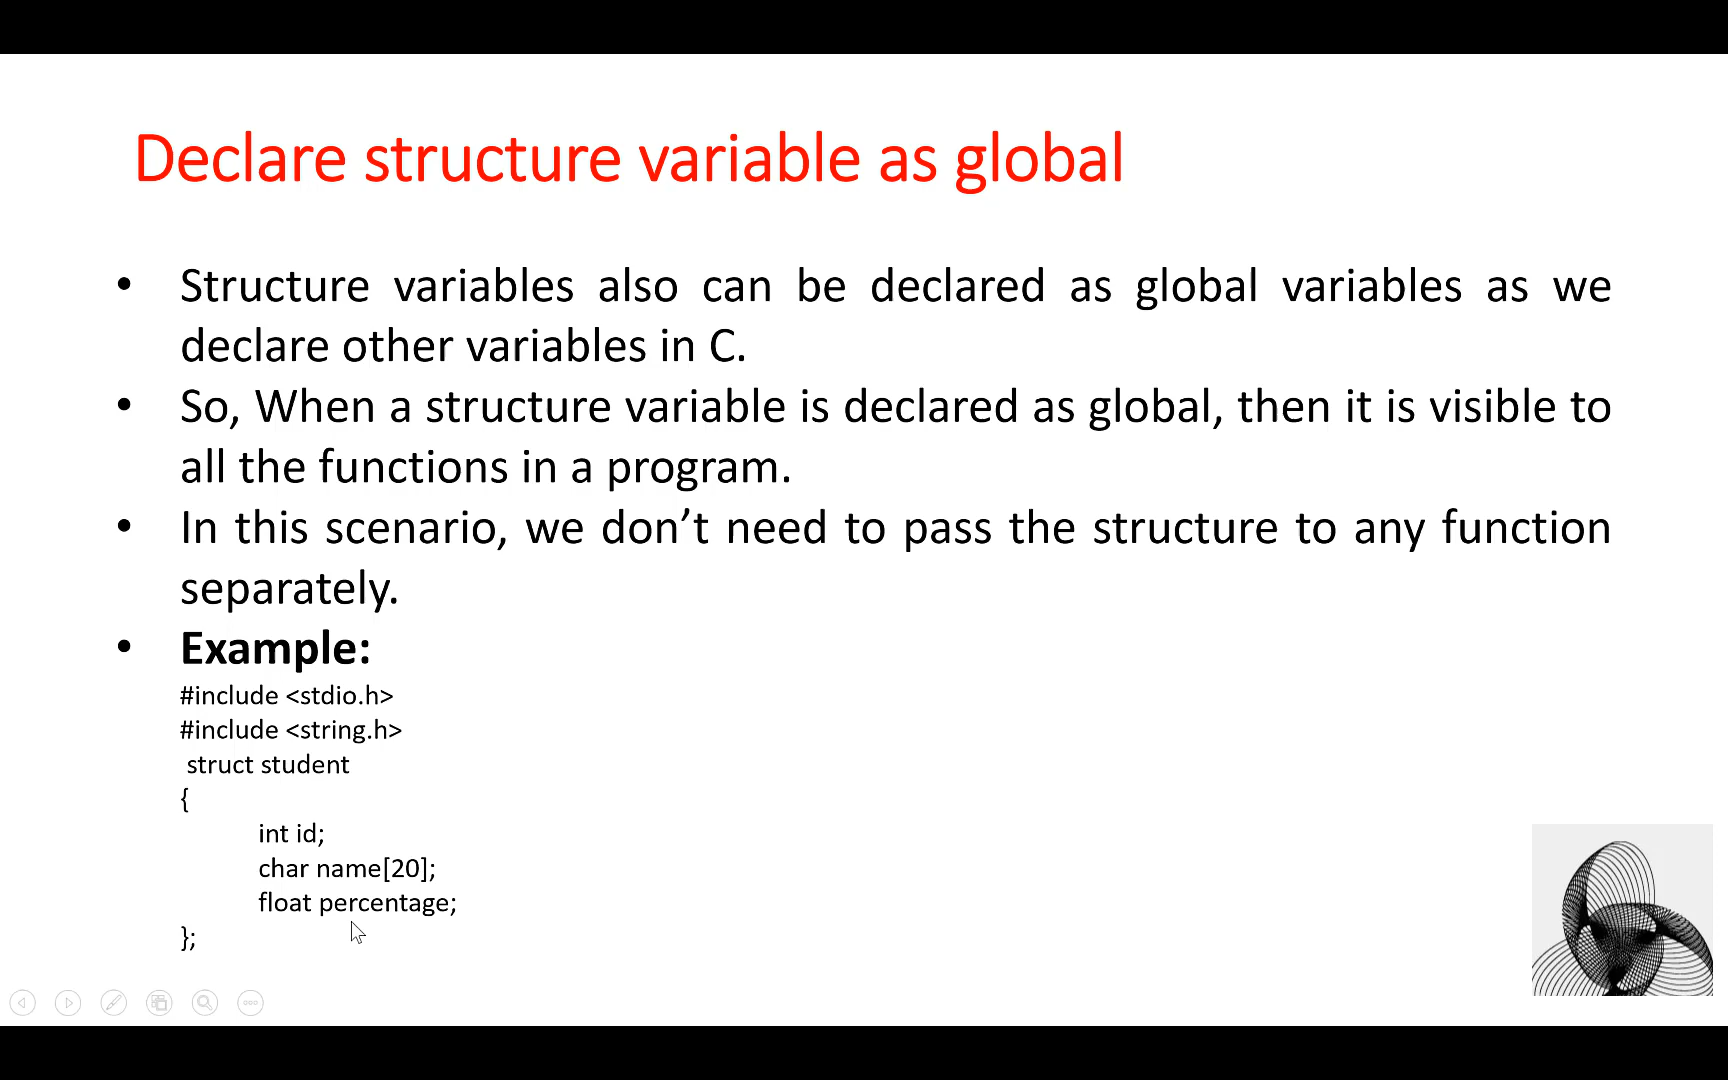 Declare structure variable as global
• Structure variables also can be declared as global variables as we
declare other variables in C.
• So, When a structure variable is declared as global, then it is visible to
all the functions in a program.
• In this scenario, we don’t need to pass the structure to any function
separately.
• Example:
#include <stdio.h>
#include <string.h>
struct student
{
int id;
char name[20];
float percentage;
};